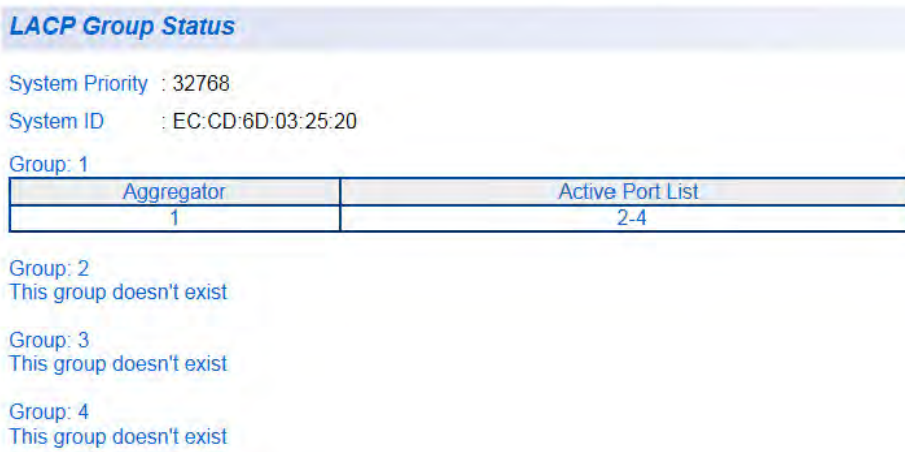 LACP Group Status
System Priority : 32768
System ID : EC:CD:6D:03:25:20
Group: 1
Aggregator Active Port List
1 2-4
Group: 2
This group doesn't exist
Group: 3
This group doesn't exist
Group: 4
This group doesn't exist